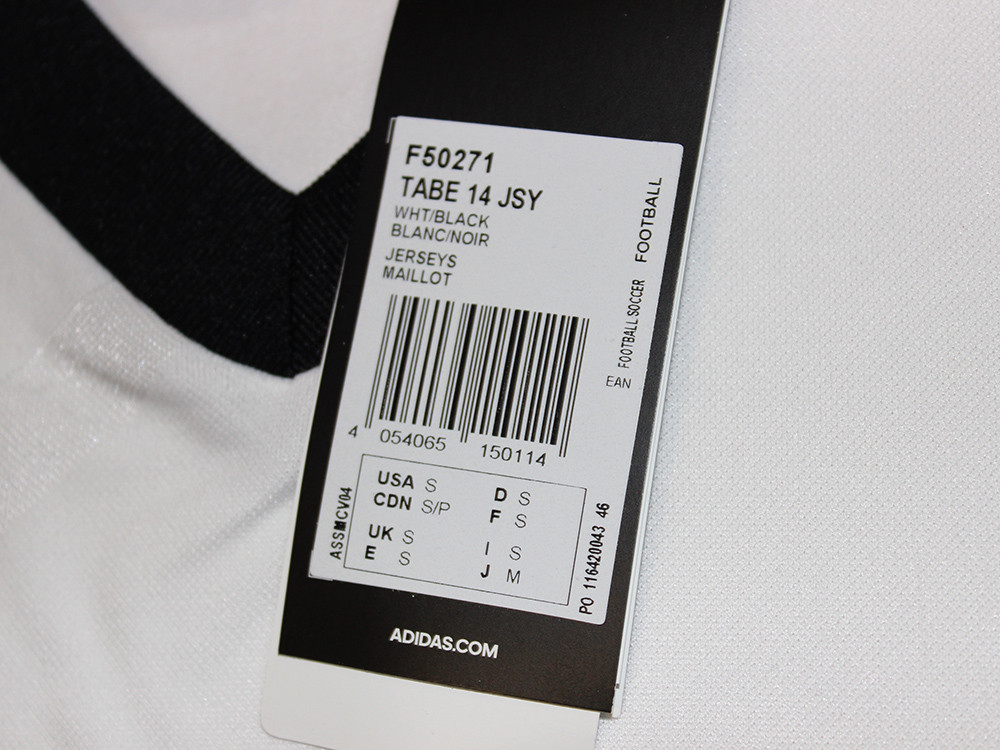 F50271
TABE 14 JSY
WHT/BLACK
BLANC/NOIR
JERSEYS
MAILLOT
FOOTBALL
FOOTBALL SOCCER
EAN
4 054065 150114
ASSMCV04
USA S
CDN S/P
UK S
E S
D S
F S
I S
J M
PO 116420043 46
ADIDAS.COM